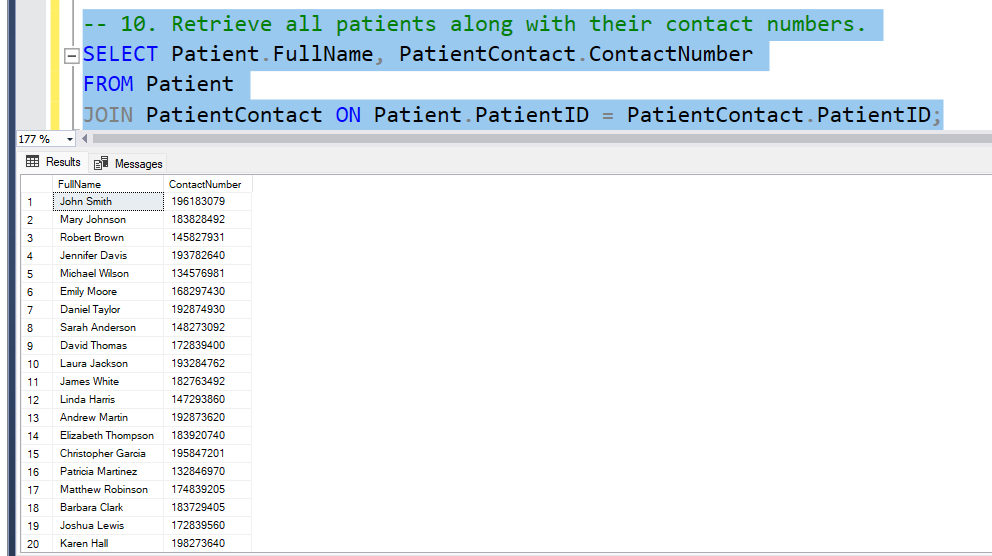 -- 10. Retrieve all patients along with their contact numbers.
SELECT Patient.FullName, PatientContact.ContactNumber
FROM Patient
JOIN PatientContact ON Patient.PatientID = PatientContact.PatientID;
177 %
Results Messages
FullName ContactNumber
1 John Smith 196183079
2 Mary Johnson 183828492
3 Robert Brown 145827931
4 Jennifer Davis 193782640
5 Michael Wilson 134576981
6 Emily Moore 168297430
7 Daniel Taylor 192874930
8 Sarah Anderson 148273092
9 David Thomas 172839400
10 Laura Jackson 193284762
11 James White 182763492
12 Linda Harris 147293860
13 Andrew Martin 192873620
14 Elizabeth Thompson 183920740
15 Christopher Garcia 195847201
16 Patricia Martinez 132846970
17 Matthew Robinson 174839205
18 Barbara Clark 183729405
19 Joshua Lewis 172839560
20 Karen Hall 198273640